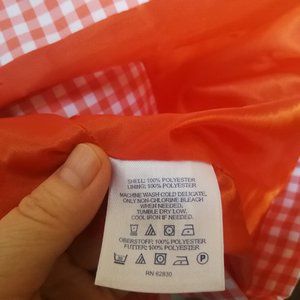 SHELL: 100% POLYESTER
LINING: 100% POLYESTER
MACHINE WASH COLD DELICATE,
ONLY NON-CHLORINE BLEACH
WHEN NEEDED,
TUMBLE DRY LOW,
COOL IRON IF NEEDED.
OBERSTOFF: 100% POLYESTER
FUTTER: 100% POLYESTER
P
RN 62830